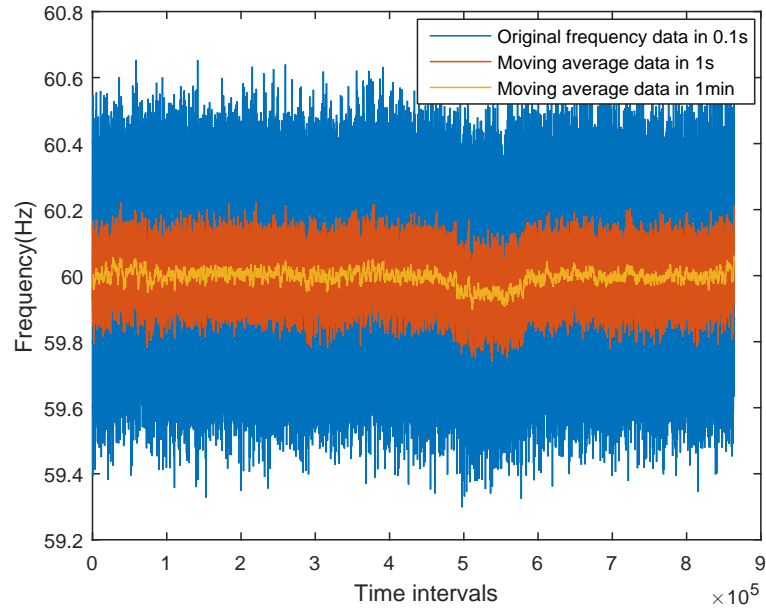 60.8
60.6
60.4
60.2
60
59.8
59.6
59.4
59.2
Frequency(Hz)
Original frequency data in 0.1s
Moving average data in 1s
Moving average data in 1min
0 1 2 3 4 5 6 7 8 9
Time intervals
×10^5